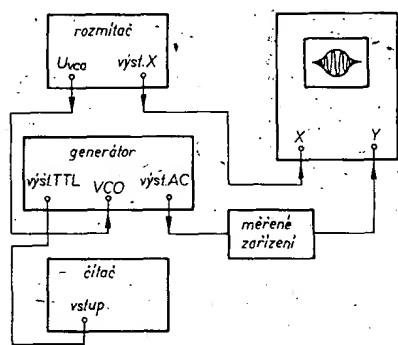 rozmítač
Uvco výst.X
X Y
generátor
výst.TTL VCO výst.AC
měřené
zařízení
čítač
vstup